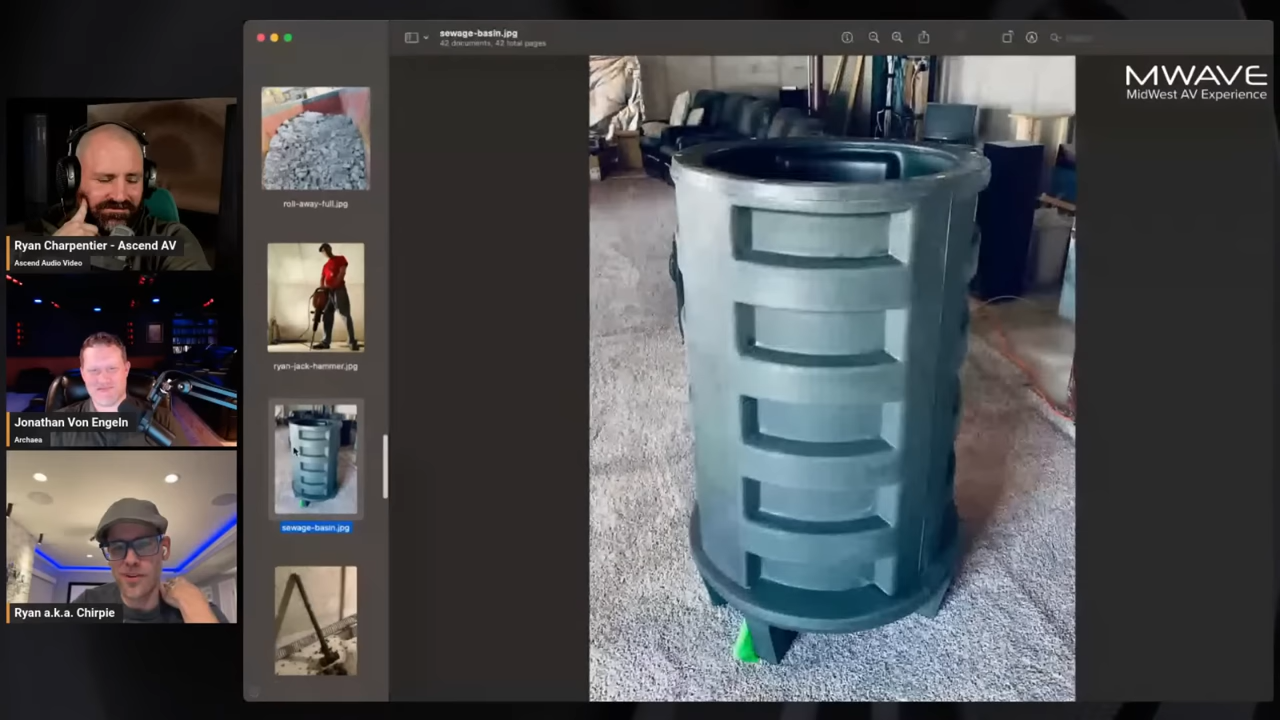 sewage-basin.jpg
42 documents, 42 total pages
MWAVE
MidWest AV Experience
roll-away-full.jpg
Ryan Charpentier - Ascend AV
Ascend Audio Video
ryan-jack-hammer.jpg
Jonathan Von Engeln
Archaea
sewage-basin.jpg
Ryan a.k.a. Chirpie